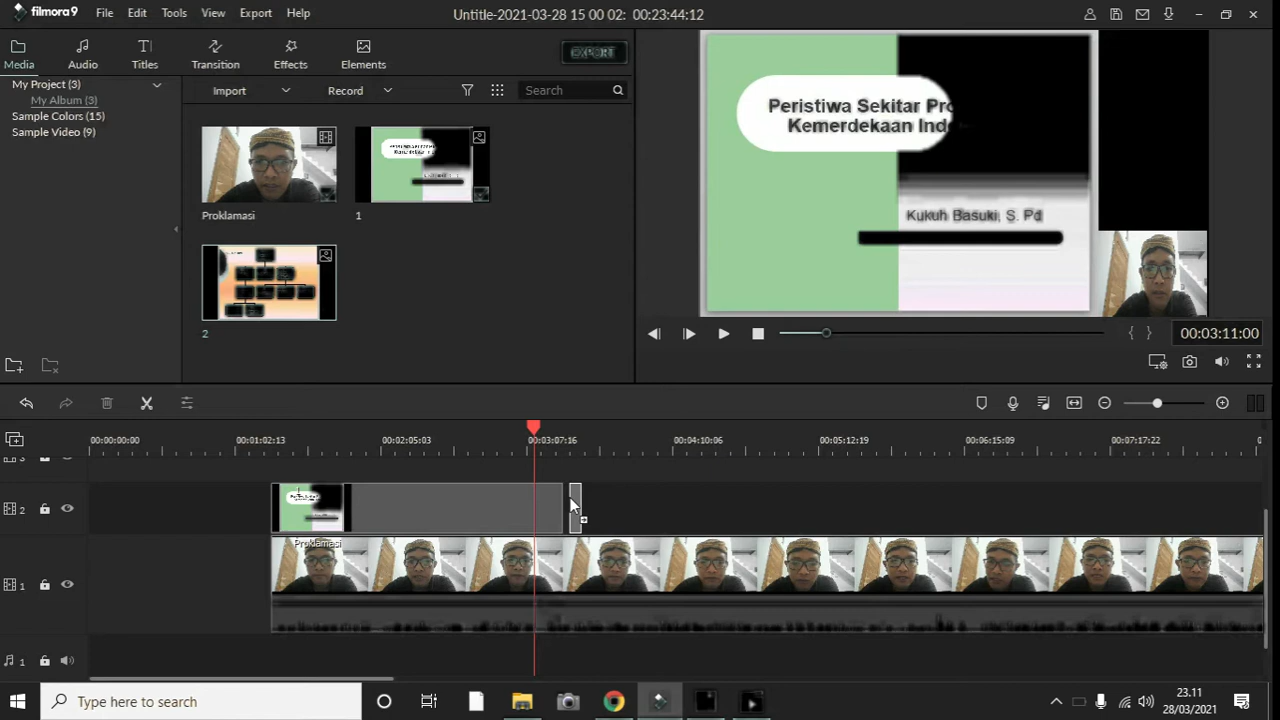 filmora9 File Edit Tools View Export Help Untitle-2021-03-28 15 00 02: 00:23:44:12
Media Audio Titles Transition Effects Elements EXPORT
My Project (3)
My Album (3)
Sample Colors (15)
Sample Video (9)
Import Record Search
Proklamasi
1
2
Peristiwa Sekitar Pro
Kemerdekaan Indo
Kukuh Basuki, S. Pd
00:03:11:00
00:00:00:00 00:01:02:13 00:02:05:03 00:03:07:16 00:04:10:06 00:05:12:19 00:06:15:09 00:07:17:22 0
3
2
Proklamasi
1
1
Type here to search
23.11
28/03/2021